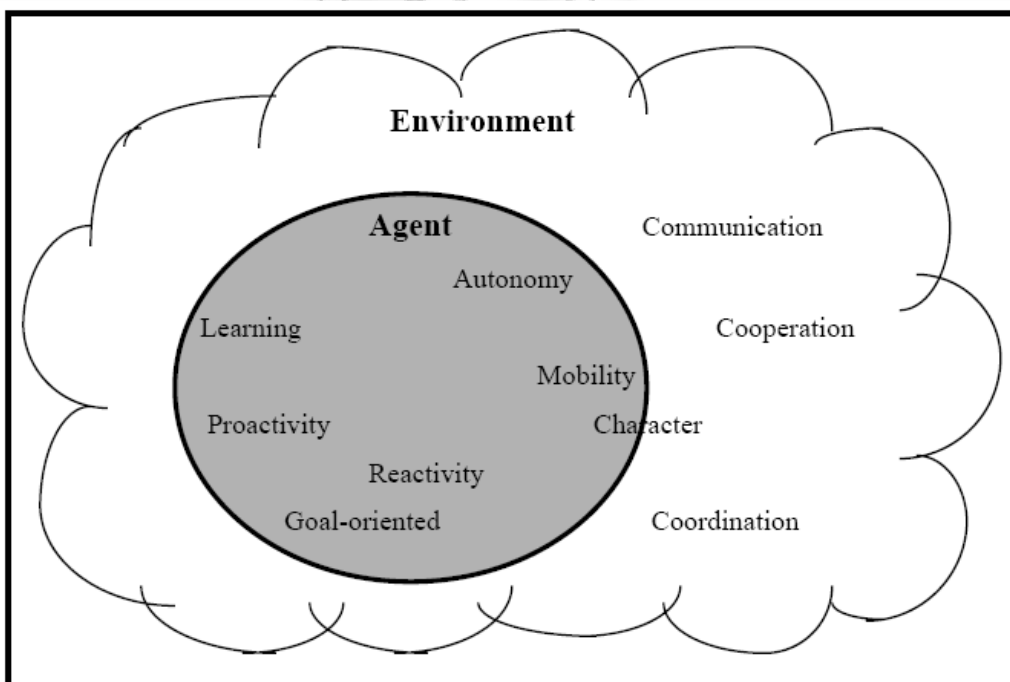 Environment
Agent
Communication
Autonomy
Learning
Cooperation
Mobility
Proactivity
Character
Reactivity
Goal-oriented
Coordination